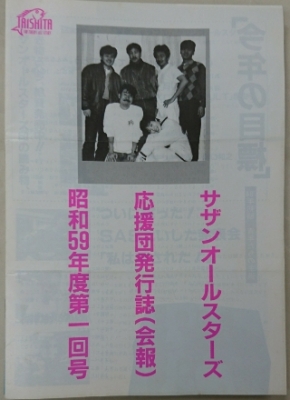 TAISHITA
サザンオールスターズ
応援団発行誌(会報)
昭和59年度第一回号
「今年の目標」